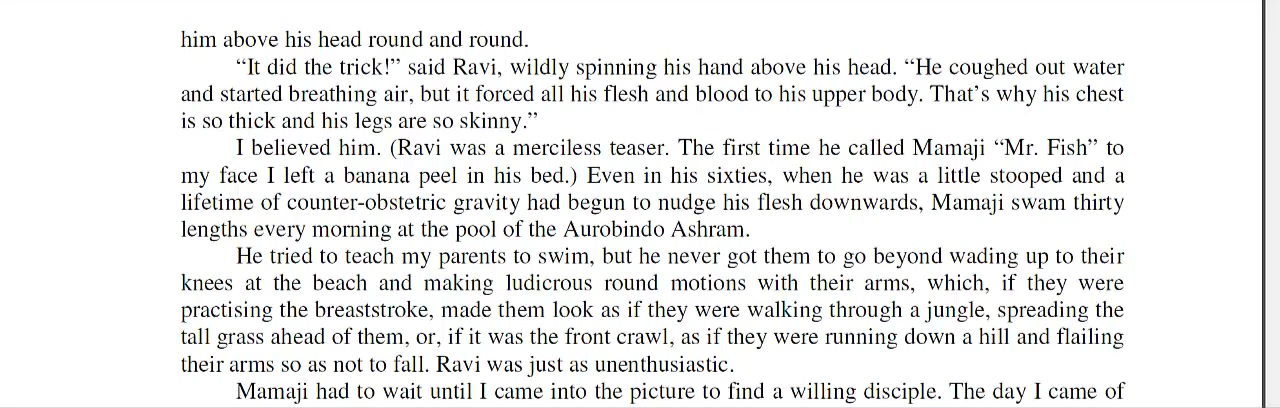 him above his head round and round.
“It did the trick!” said Ravi, wildly spinning his hand above his head. “He coughed out water
and started breathing air, but it forced all his flesh and blood to his upper body. That’s why his chest
is so thick and his legs are so skinny.”
I believed him. (Ravi was a merciless teaser. The first time he called Mamaji “Mr. Fish” to
my face I left a banana peel in his bed.) Even in his sixties, when he was a little stooped and a
lifetime of counter-obstetric gravity had begun to nudge his flesh downwards, Mamaji swam thirty
lengths every morning at the pool of the Aurobindo Ashram.
He tried to teach my parents to swim, but he never got them to go beyond wading up to their
knees at the beach and making ludicrous round motions with their arms, which, if they were
practising the breaststroke, made them look as if they were walking through a jungle, spreading the
tall grass ahead of them, or, if it was the front crawl, as if they were running down a hill and flailing
their arms so as not to fall. Ravi was just as unenthusiastic.
Mamaji had to wait until I came into the picture to find a willing disciple. The day I came of